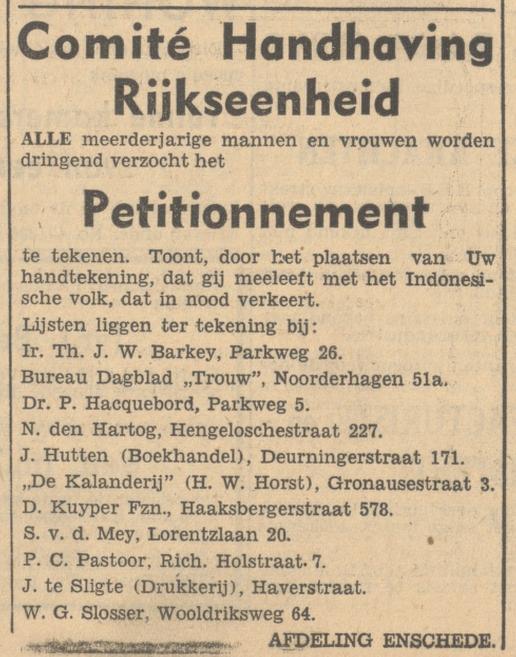 Comité Handhaving
Rijkseenheid
ALLE meerderjarige mannen en vrouwen worden
dringend verzocht het
Petitionnement
te tekenen. Toont, door het plaatsen van Uw
handtekening, dat gij meeleeft met het Indonesi-
sche volk, dat in nood verkeert.
Lijsten liggen ter tekening bij:
Ir. Th. J. W. Barkey, Parkweg 26.
Bureau Dagblad „Trouw”, Noorderhagen 51a.
Dr. P. Hacquebord, Parkweg 5.
N. den Hartog, Hengeloschestraat 227.
J. Hutten (Boekhandel), Deurningerstraat 171.
„De Kalanderij” (H. W. Horst), Gronausestraat 3.
D. Kuyper Fzn., Haaksbergerstraat 578.
S. v. d. Mey, Lorentzlaan 20.
P. C. Pastoor, Rich. Holstraat 7.
J. te Sligte (Drukkerij), Haverstraat.
W. G. Slosser, Wooldriksweg 64.
AFDELING ENSCHEDE.